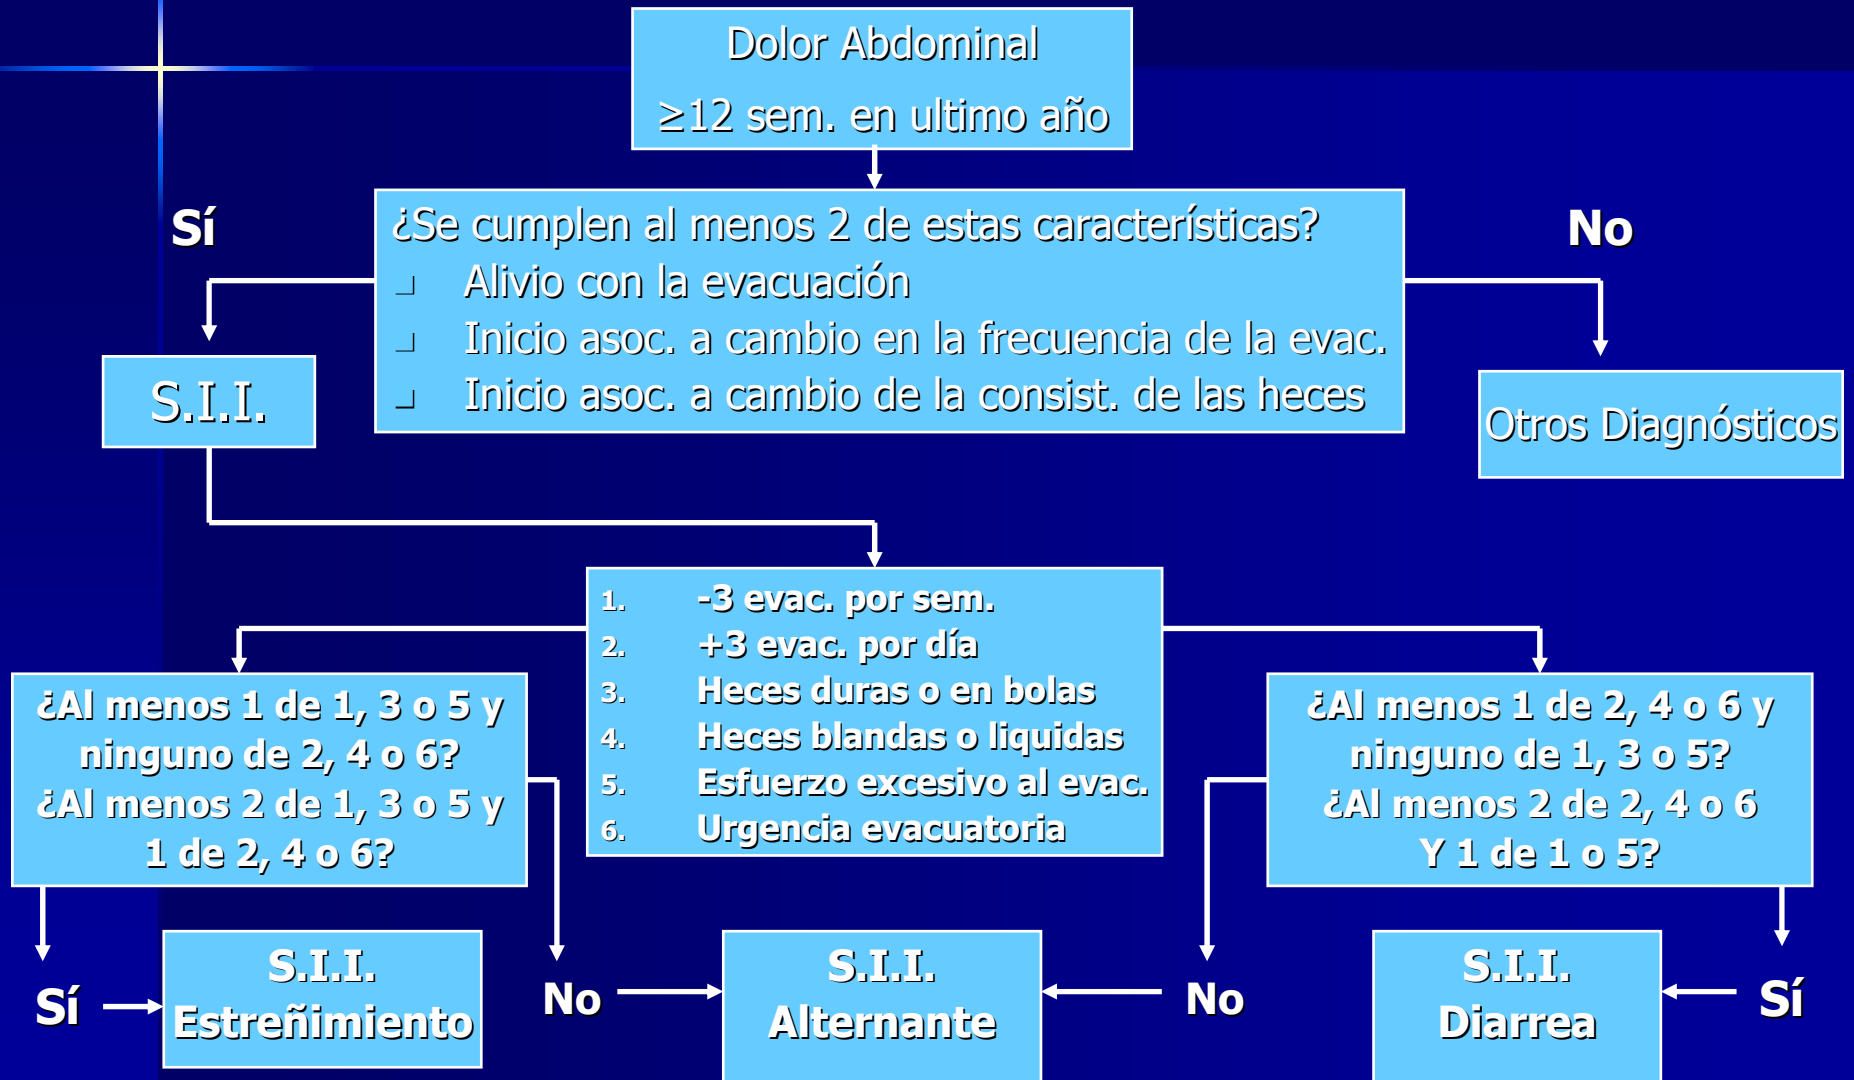 Dolor Abdominal
≥12 sem. en ultimo año
Sí
¿Se cumplen al menos 2 de estas características?
Alivio con la evacuación
Inicio asoc. a cambio en la frecuencia de la evac.
Inicio asoc. a cambio de la consist. de las heces
No
S.I.I.
Otros Diagnósticos
1. -3 evac. por sem.
2. +3 evac. por día
3. Heces duras o en bolas
4. Heces blandas o liquidas
5. Esfuerzo excesivo al evac.
6. Urgencia evacuatoria
¿Al menos 1 de 1, 3 o 5 y
ninguno de 2, 4 o 6?
¿Al menos 2 de 1, 3 o 5 y
1 de 2, 4 o 6?
¿Al menos 1 de 2, 4 o 6 y
ninguno de 1, 3 o 5?
¿Al menos 2 de 2, 4 o 6
Y 1 de 1 o 5?
Sí
S.I.I.
Estreñimiento
No
S.I.I.
Alternante
No
S.I.I.
Diarrea
Sí